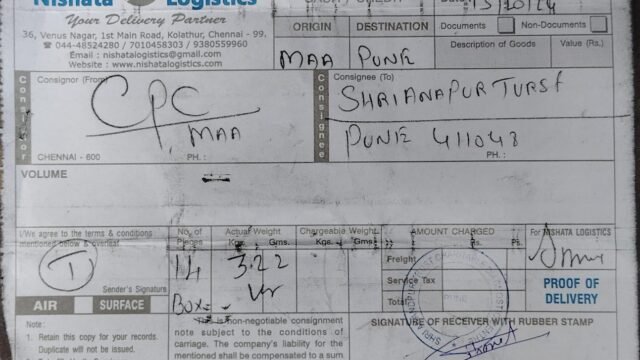 Nishata Logistics
Your Delivery Partner
36, Venus Nagar, 1st Main Road, Kolathur, Chennai - 99.
☎ 044-48524280 / 7010458303 / 9380559960
Email : nishatalogistics@gmail.com
Website : www.nishatalogistics.com
ORIGIN DESTINATION
MAA PUNE
Documents Non-Documents
Description of Goods Value (Rs.)
Consignor
Consignor (From)
CPC
MAA
CHENNAI - 600 PH. :
Consignee
Consignee (To)
SHRIANAPUR TURST
PUNE 411048
PH. :
VOLUME
I/We agree to the terms & conditions
mentioned below & overleaf.
T
Sender's Signature
AIR SURFACE
No. of Pieces
14
BOX
Actual Weight
Kgs. Gms.
322
Chargeable Weight
Kgs. Gms.
AMOUNT CHARGED
Rs. Ps.
Freight
Service Tax
Total
For NISHATA LOGISTICS
PROOF OF
DELIVERY
Note :
1. Retain this copy for your records.
Duplicate will not be issued.
This is non-negotiable consignment
note subject to the conditions of
carriage. The company's liability for
the mentioned shall be compensated to a sum
SIGNATURE OF RECEIVER WITH RUBBER STAMP